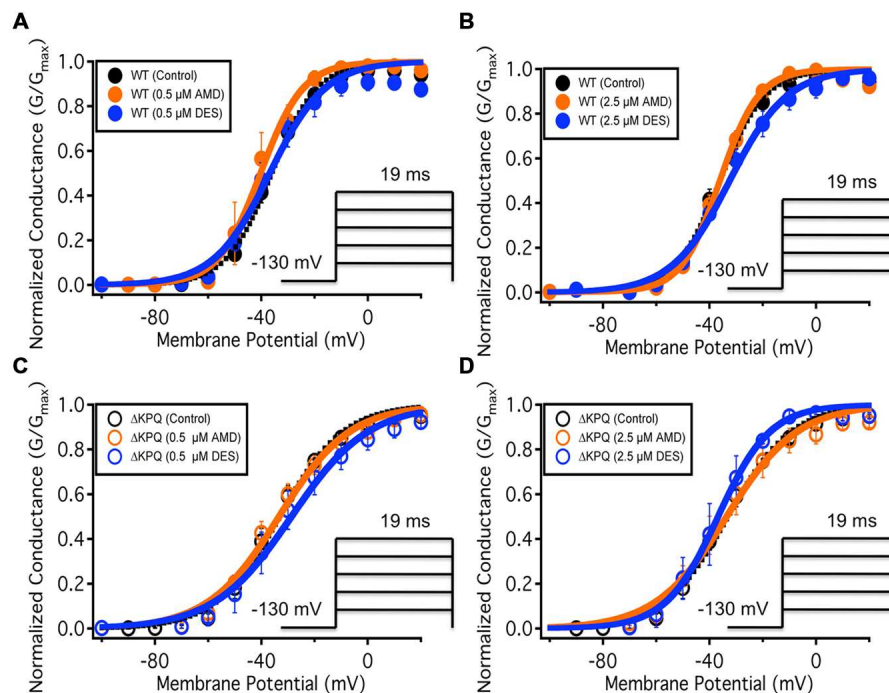 A
Normalized Conductance (G/Gmax)
1.0
0.8
0.6
0.4
0.2
0.0
WT (Control)
WT (0.5 µM AMD)
WT (0.5 µM DES)
19 ms
-130 mV
-80
-40
0
Membrane Potential (mV)
B
Normalized Conductance (G/Gmax)
1.0
0.8
0.6
0.4
0.2
0.0
WT (Control)
WT (2.5 µM AMD)
WT (2.5 µM DES)
19 ms
-130 mV
-80
-40
0
Membrane Potential (mV)
C
Normalized Conductance (G/Gmax)
1.0
0.8
0.6
0.4
0.2
0.0
ΔKPQ (Control)
ΔKPQ (0.5 µM AMD)
ΔKPQ (0.5 µM DES)
19 ms
-130 mV
-80
-40
0
Membrane Potential (mV)
D
Normalized Conductance (G/Gmax)
1.0
0.8
0.6
0.4
0.2
0.0
ΔKPQ (Control)
ΔKPQ (2.5 µM AMD)
ΔKPQ (2.5 µM DES)
19 ms
-130 mV
-80
-40
0
Membrane Potential (mV)